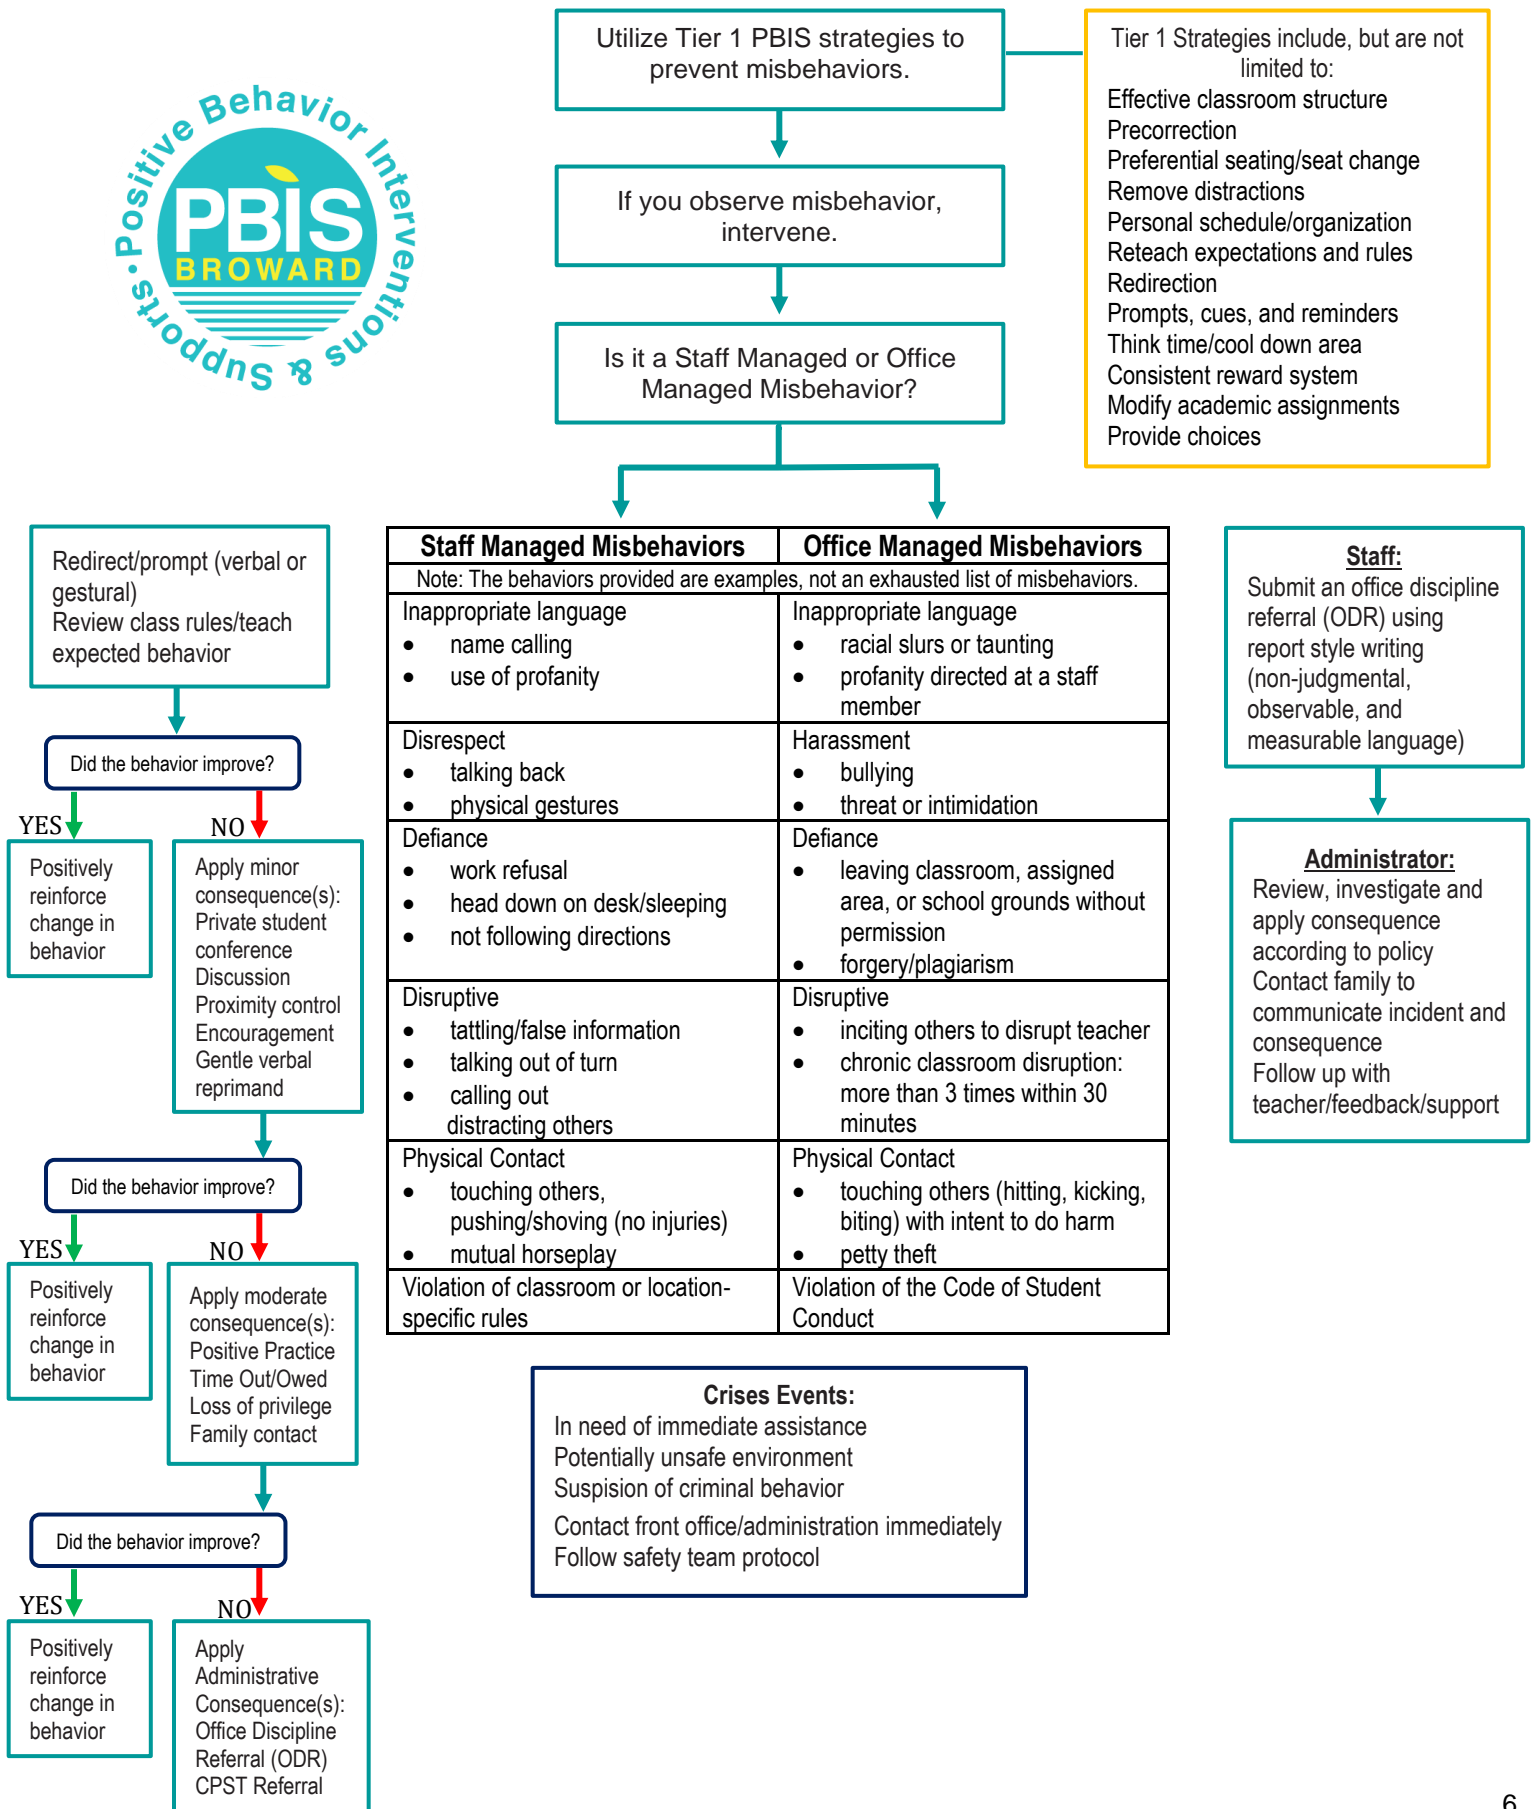 Utilize Tier 1 PBIS strategies to
prevent misbehaviors.
Tier 1 Strategies include, but are not
limited to:
Effective classroom structure
Precorrection
Preferential seating/seat change
Remove distractions
Personal schedule/organization
Reteach expectations and rules
Redirection
Prompts, cues, and reminders
Think time/cool down area
Consistent reward system
Modify academic assignments
Provide choices
Positive Behavior Interventions & Supports •
PBIS
BROWARD
If you observe misbehavior,
intervene.
Is it a Staff Managed or Office
Managed Misbehavior?
Redirect/prompt (verbal or
gestural)
Review class rules/teach
expected behavior
Did the behavior improve?
YES
NO
Positively
reinforce
change in
behavior
Apply minor
consequence(s):
Private student
conference
Discussion
Proximity control
Encouragement
Gentle verbal
reprimand
Did the behavior improve?
YES
NO
Positively
reinforce
change in
behavior
Apply moderate
consequence(s):
Positive Practice
Time Out/Owed
Loss of privilege
Family contact
Did the behavior improve?
YES
NO
Positively
reinforce
change in
behavior
Apply
Administrative
Consequence(s):
Office Discipline
Referral (ODR)
CPST Referral
Staff Managed Misbehaviors
Office Managed Misbehaviors
Note: The behaviors provided are examples, not an exhausted list of misbehaviors.
Inappropriate language
• name calling
• use of profanity
Inappropriate language
• racial slurs or taunting
• profanity directed at a staff
member
Disrespect
• talking back
• physical gestures
Harassment
• bullying
• threat or intimidation
Defiance
• work refusal
• head down on desk/sleeping
• not following directions
Defiance
• leaving classroom, assigned
area, or school grounds without
permission
• forgery/plagiarism
Disruptive
• tattling/false information
• talking out of turn
• calling out
distracting others
Disruptive
• inciting others to disrupt teacher
• chronic classroom disruption:
more than 3 times within 30
minutes
Physical Contact
• touching others,
pushing/shoving (no injuries)
• mutual horseplay
Physical Contact
• touching others (hitting, kicking,
biting) with intent to do harm
• petty theft
Violation of classroom or location-
specific rules
Violation of the Code of Student
Conduct
Staff:
Submit an office discipline
referral (ODR) using
report style writing
(non-judgmental,
observable, and
measurable language)
Administrator:
Review, investigate and
apply consequence
according to policy
Contact family to
communicate incident and
consequence
Follow up with
teacher/feedback/support
Crises Events:
In need of immediate assistance
Potentially unsafe environment
Suspision of criminal behavior
Contact front office/administration immediately
Follow safety team protocol
6